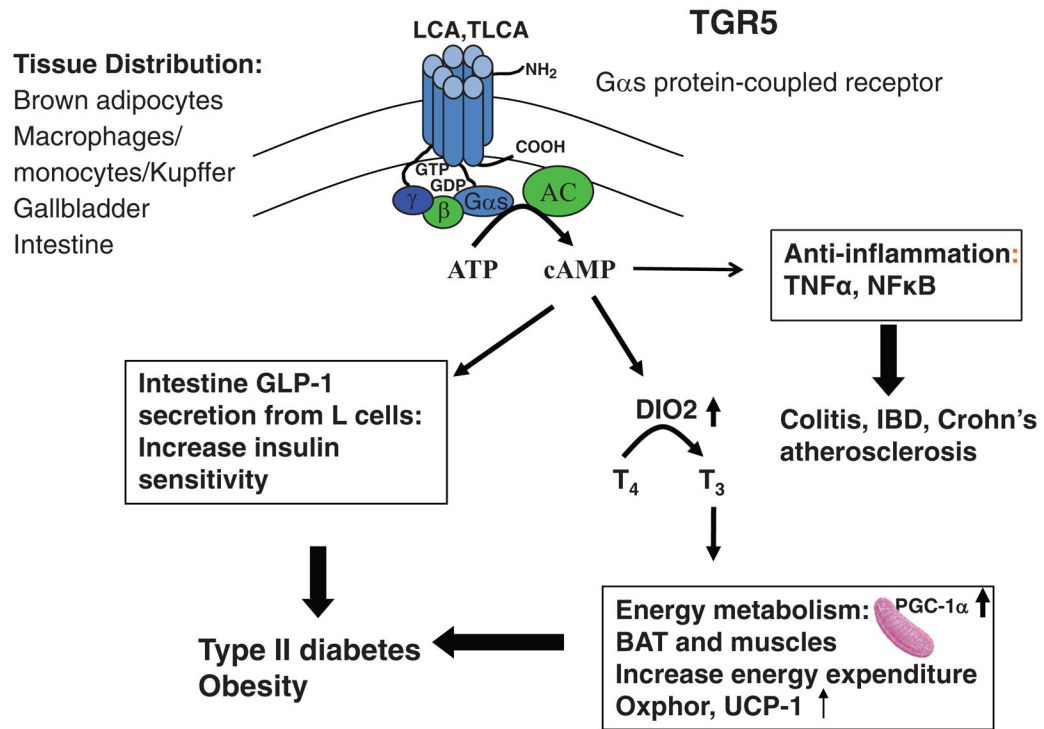 TGR5
LCA,TLCA
NH2
Gαs protein-coupled receptor
Tissue Distribution:
Brown adipocytes
Macrophages/
monocytes/Kupffer
Gallbladder
Intestine
COOH
GTP
GDP
γ
β
Gαs
AC
ATP
cAMP
Anti-inflammation:
TNFα, NFκB
Colitis, IBD, Crohn's
atherosclerosis
Intestine GLP-1
secretion from L cells:
Increase insulin
sensitivity
DIO2
T4
T3
Energy metabolism:
PGC-1α
BAT and muscles
Increase energy expenditure
Oxphor, UCP-1
Type II diabetes
Obesity